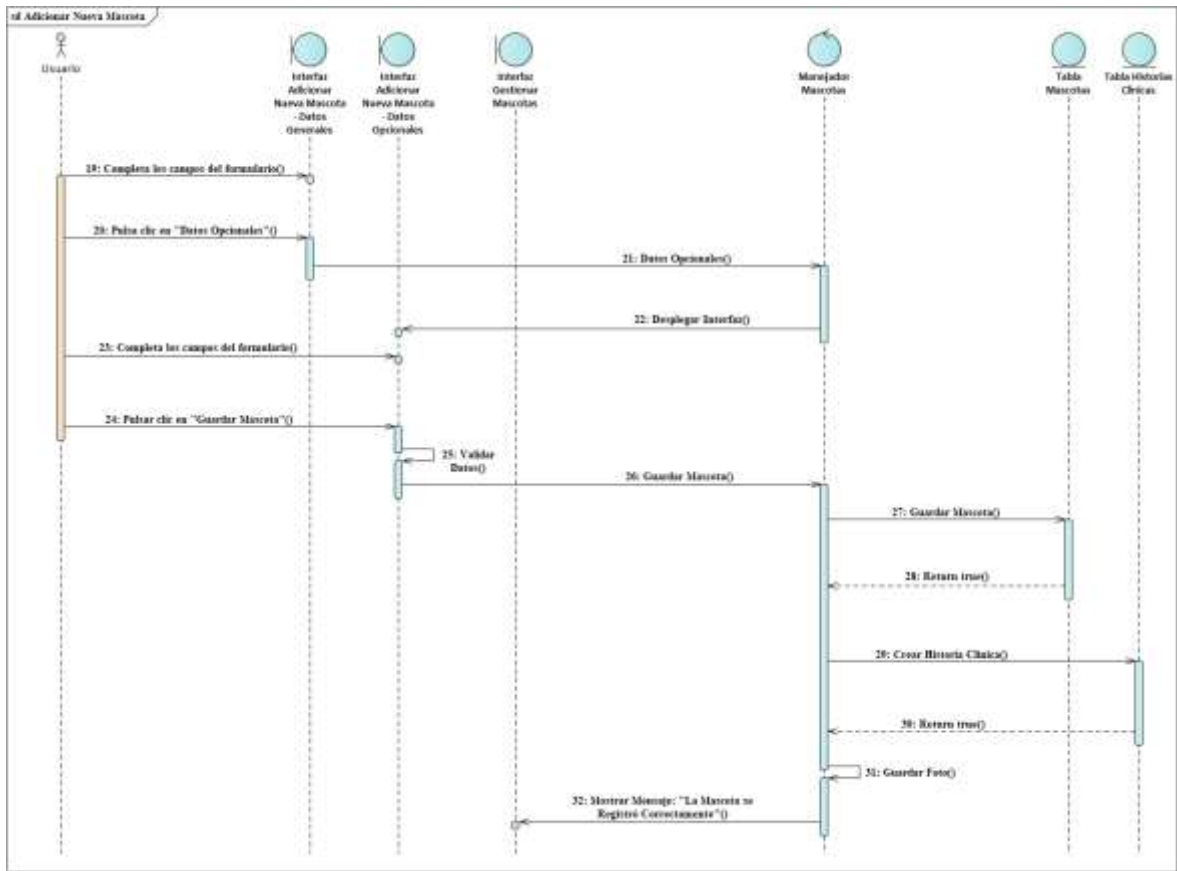 sd Adicionar Nueva Mascota
Usuario
Interfaz
Adicionar
Nueva Mascota
- Datos
Generales
Interfaz
Adicionar
Nueva Mascota
- Datos
Opcionales
Interfaz
Gestionar
Mascotas
Manejador
Mascotas
Tabla
Mascotas
Tabla Historias
Clínicas
19: Completa los campos del formulario()
20: Pulsa clic en "Datos Opcionales"()
21: Datos Opcionales()
22: Desplegar Interfaz()
23: Completa los campos del formulario()
24: Pulsar clic en "Guardar Mascota"()
25: Validar
Datos()
26: Guardar Mascota()
27: Guardar Mascota()
28: Return true()
29: Crear Historia Clínica()
30: Return true()
31: Guardar Foto()
32: Mostrar Mensaje: "La Mascota se
Registró Correctamente"()